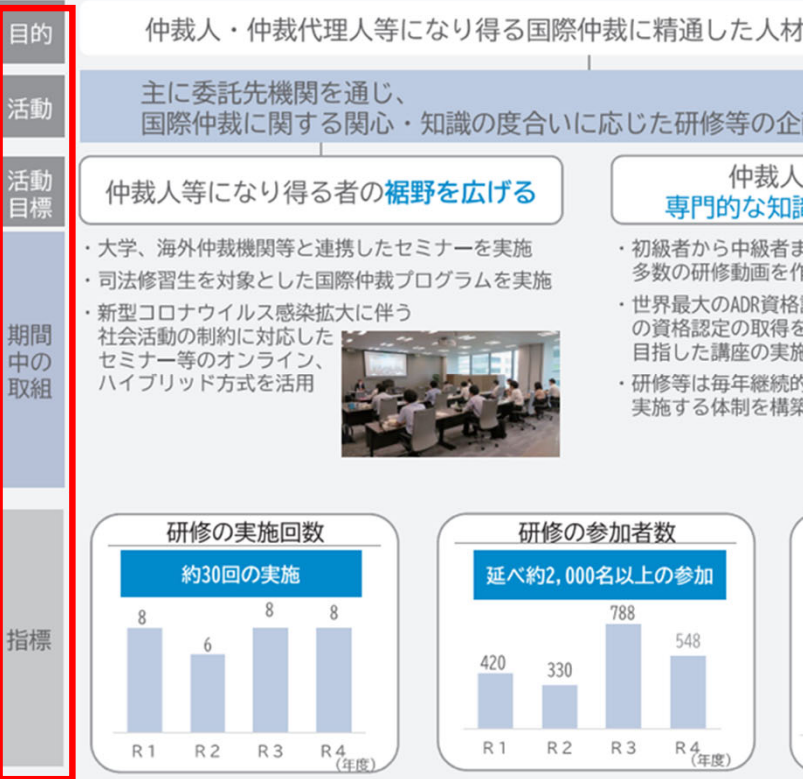 目的
仲裁人・仲裁代理人等になり得る国際仲裁に精通した人材
活動
主に委託先機関を通じ、
国際仲裁に関する関心・知識の度合いに応じた研修等の企
活動
目標
仲裁人等になり得る者の裾野を広げる
仲裁人
専門的な知
期間
中の
取組
・大学、海外仲裁機関等と連携したセミナーを実施
・司法修習生を対象とした国際仲裁プログラムを実施
・新型コロナウイルス感染拡大に伴う
社会活動の制約に対応した
セミナー等のオンライン、
ハイブリッド方式を活用
・初級者から中級者ま
多数の研修動画を作
・世界最大のADR資格
の資格認定の取得を
目指した講座の実施
・研修等は毎年継続的
実施する体制を構築
指標
研修の実施回数
約30回の実施
8
6
8
8
R1
R2
R3
R4
(年度)
研修の参加者数
延べ約2,000名以上の参加
420
330
788
548
R1
R2
R3
R4
(年度)